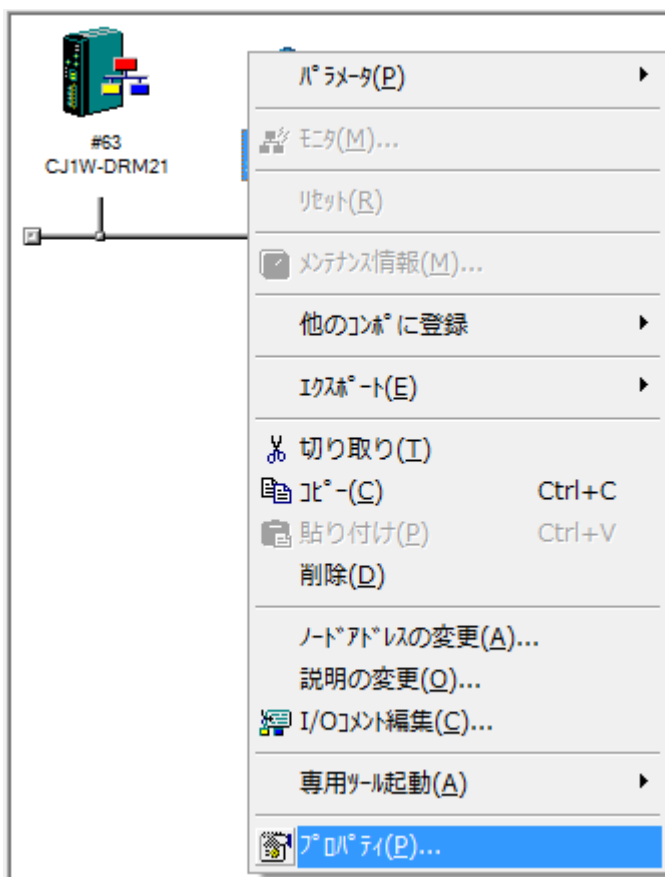 #63
CJ1W-DRM21
ﾊﾟﾗﾒｰﾀ(P)
ﾓﾆﾀ(M)...
ﾘｾｯﾄ(R)
ﾒﾝﾃﾅﾝｽ情報(M)...
他のｺﾝﾎﾟに登録
ｴｸｽﾎﾟｰﾄ(E)
切り取り(T)
ｺﾋﾟｰ(C) Ctrl+C
貼り付け(P) Ctrl+V
削除(D)
ﾉｰﾄﾞｱﾄﾞﾚｽの変更(A)...
説明の変更(O)...
I/Oｺﾒﾝﾄ編集(C)...
専用ﾂｰﾙ起動(A)
ﾌﾟﾛﾊﾟﾃｨ(P)...